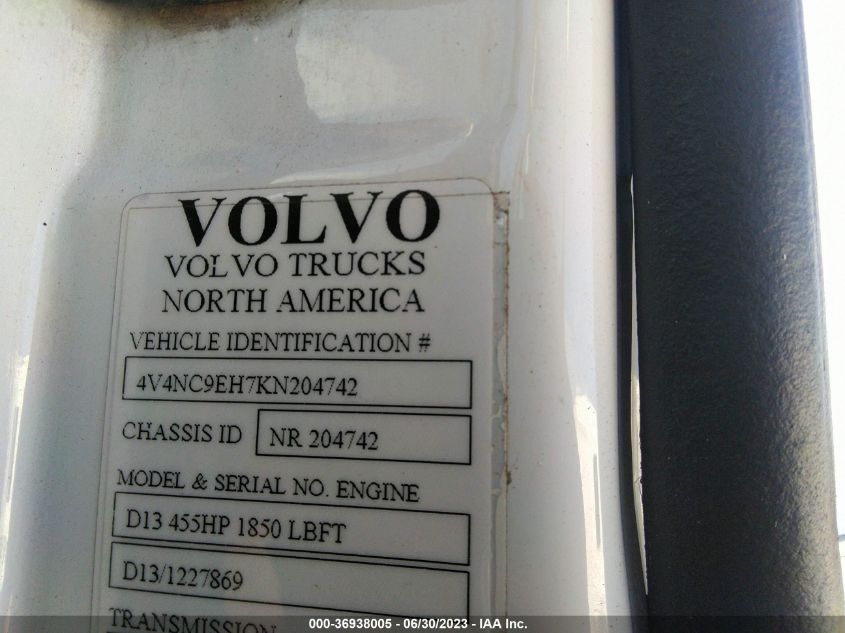 VOLVO
VOLVO TRUCKS
NORTH AMERICA
VEHICLE IDENTIFICATION #
4V4NC9EH7KN204742
CHASSIS ID NR 204742
MODEL & SERIAL NO. ENGINE
D13 455HP 1850 LBFT
D13/1227869
TRANSMISSION
000-36938005 - 06/30/2023 - IAA Inc.